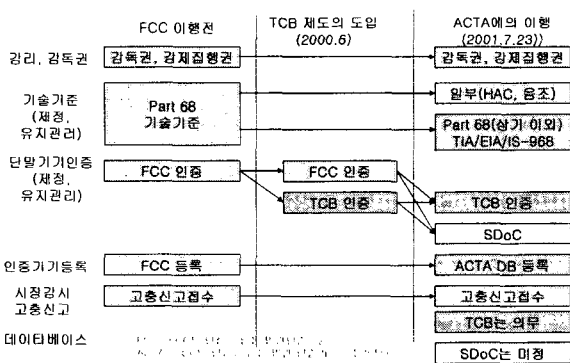 FCC 이행전
TCB 제도의 도입
(2000.6)
ACTA에의 이행
(2001.7.23))
감리, 감독권
감독권, 강제집행권
감독권, 강제집행권
기술기준
(제정,
유지관리)
Part 68
기술기준
일부(HAC, 음조)
Part 68(상기 이외)
TIA/EIA/IS-968
단말기기인증
(제정,
유지관리)
FCC 인증
FCC 인증
TCB 인증
TCB 인증
SDoC
인증기기등록
FCC 등록
ACTA DB 등록
시장감시
고충신고
고충신고접수
고충신고접수
TCB는 의무
데이타베이스
SDoC는 미정